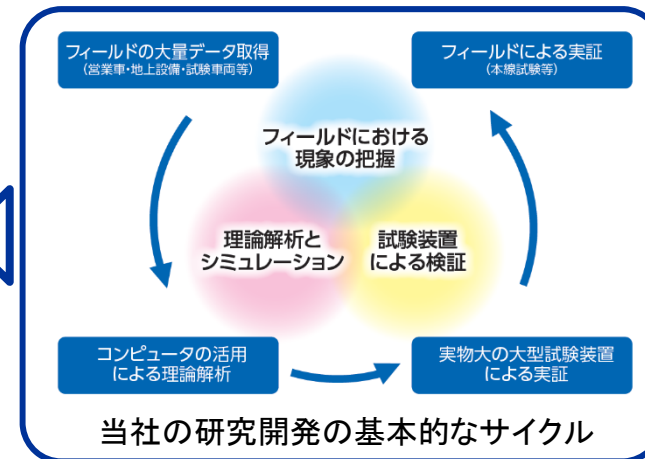 フィールドの大量データ取得
(営業車・地上設備・試験車両等)
フィールドによる実証
(本線試験等)
フィールドにおける
現象の把握
理論解析と
シミュレーション
試験装置
による検証
コンピュータの活用
による理論解析
実物大の大型試験装置
による実証
当社の研究開発の基本的なサイクル